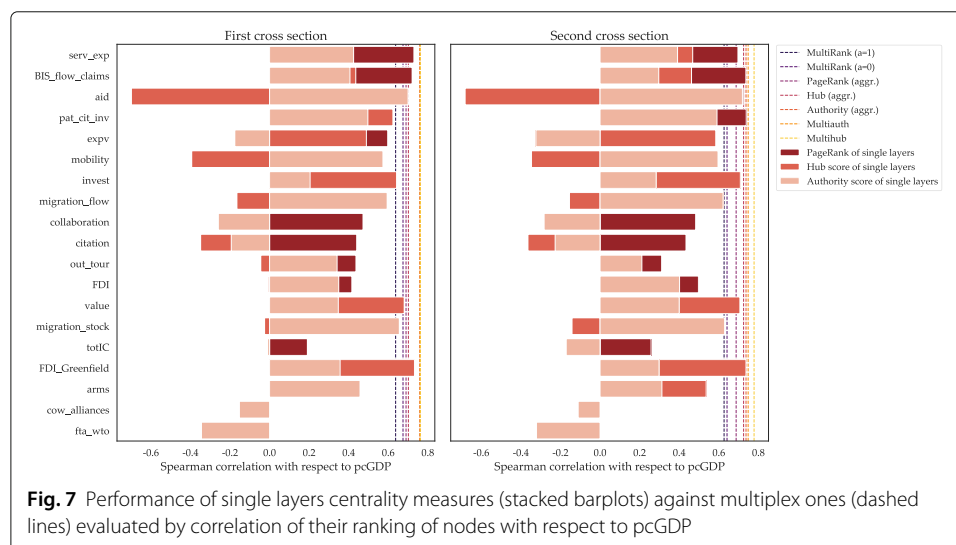 First cross section
Second cross section
serv_exp
BIS_flow_claims
aid
pat_cit_inv
expv
mobility
invest
migration_flow
collaboration
citation
out_tour
FDI
value
migration_stock
totIC
FDI_Greenfield
arms
cow_alliances
fta_wto
-0.6 -0.4 -0.2 0.0 0.2 0.4 0.6 0.8
Spearman correlation with respect to pcGDP
-0.6 -0.4 -0.2 0.0 0.2 0.4 0.6 0.8
Spearman correlation with respect to pcGDP
MultiRank (a=1)
MultiRank (a=0)
PageRank (aggr.)
Hub (aggr.)
Authority (aggr.)
Multiauth
Multihub
PageRank of single layers
Hub score of single layers
Authority score of single layers
Fig. 7 Performance of single layers centrality measures (stacked barplots) against multiplex ones (dashed
lines) evaluated by correlation of their ranking of nodes with respect to pcGDP